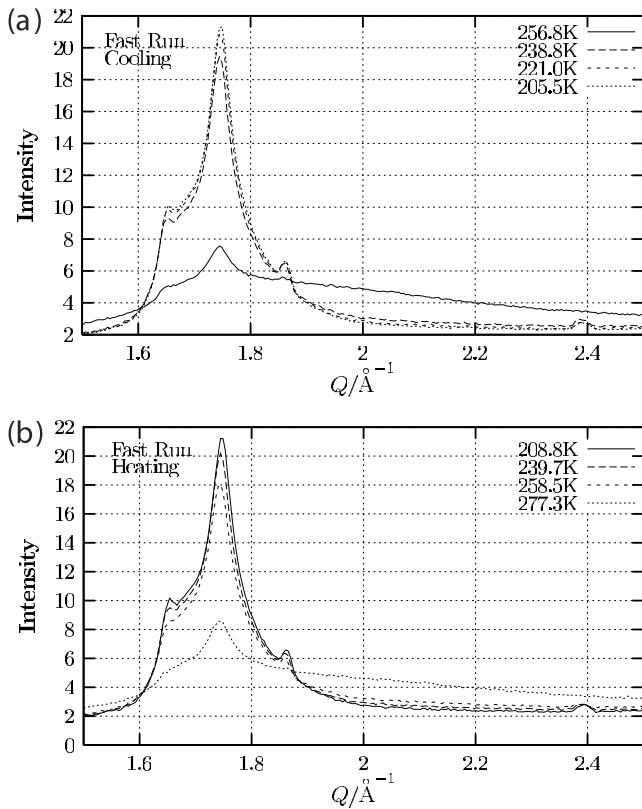 (a)
Fast Run
Cooling
256.8K
238.8K
221.0K
205.5K
22
20
18
16
14
12
10
8
6
4
2
Intensity
1.6
1.8
2
2.2
2.4
Q/Å⁻¹
(b)
Fast Run
Heating
208.8K
239.7K
258.5K
277.3K
22
20
18
16
14
12
10
8
6
4
2
0
Intensity
1.6
1.8
2
2.2
2.4
Q/Å⁻¹